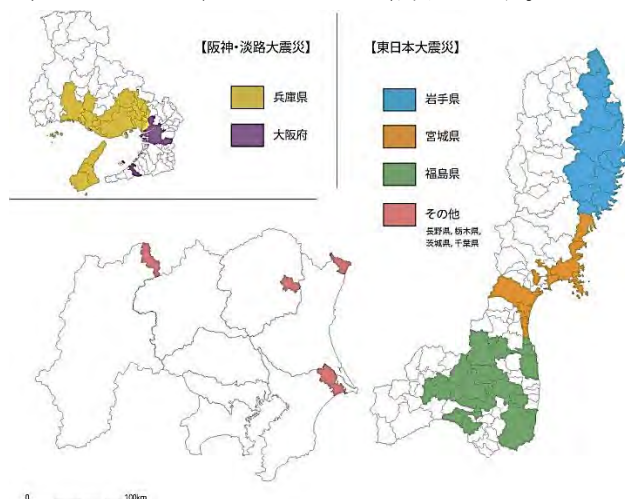 【阪神・淡路大震災】
兵庫県
大阪府
【東日本大震災】
岩手県
宮城県
福島県
その他
長野県, 栃木県,
茨城県, 千葉県
0 100km